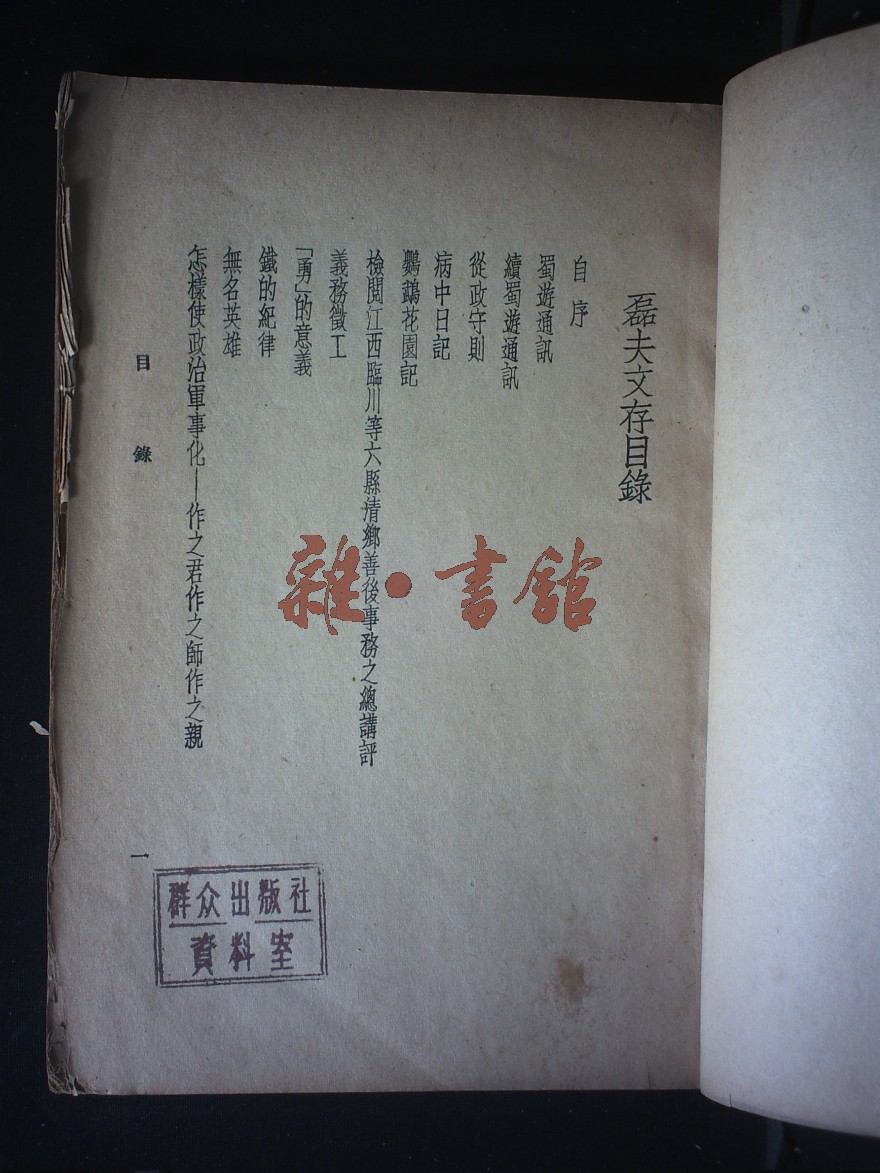 磊夫文存目錄
自序
蜀遊通訊
續蜀遊通訊
從政守則
病中日記
鸚鵡花園記
檢閱江西臨川等六縣清鄉善後事務之總講評
義務徵工
「勇」的意義
鐵的紀律
無名英雄
怎樣使政治軍事化—作之君作之師作之親
目錄
一
雜·書館
群众出版社
資料室